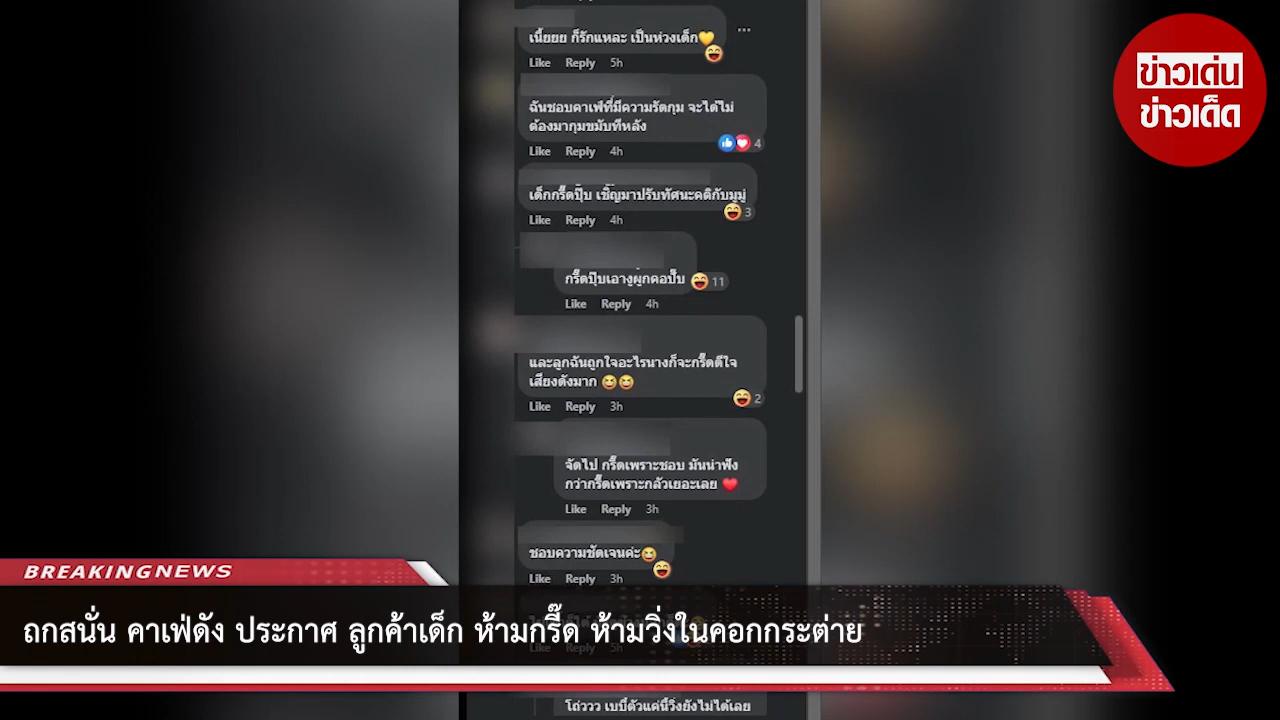 เนี้ยยย ก็รักแหละ เป็นห่วงเด็ก
Like Reply 5h
ข่าวเด่น
ข่าวเด็ด
ฉันชอบคาเฟ่ที่มีความรัดกุม จะได้ไม่
ต้องมากุมขมับทีหลัง
Like Reply 4h
4
เด็กกรี๊ดปุ๊บ เชิญมาปรับทัศนะคติกับมูมู่
3
Like Reply 4h
กรี๊ดปุ๊บเอางูผูกคอปั๊บ
11
Like Reply 4h
และลูกฉันถูกใจอะไรนางก็จะกรี๊ดดีใจ
เสียงดังมาก
2
Like Reply 3h
จัดไป กรี๊ดเพราะชอบ มันน่าฟัง
กว่ากรี๊ดเพราะกลัวเยอะเลย
Like Reply 3h
ชอบความชัดเจนค่ะ
Like Reply 3h
BREAKINGNEWS
ถกสนั่น คาเฟ่ดัง ประกาศ ลูกค้าเด็ก ห้ามกรี๊ด ห้ามวิ่งในคอกกระต่าย
Like Reply 5h
โถ่ววว เบบี๋ตัวแค่นี้วิ่งยังไม่ได้เลย